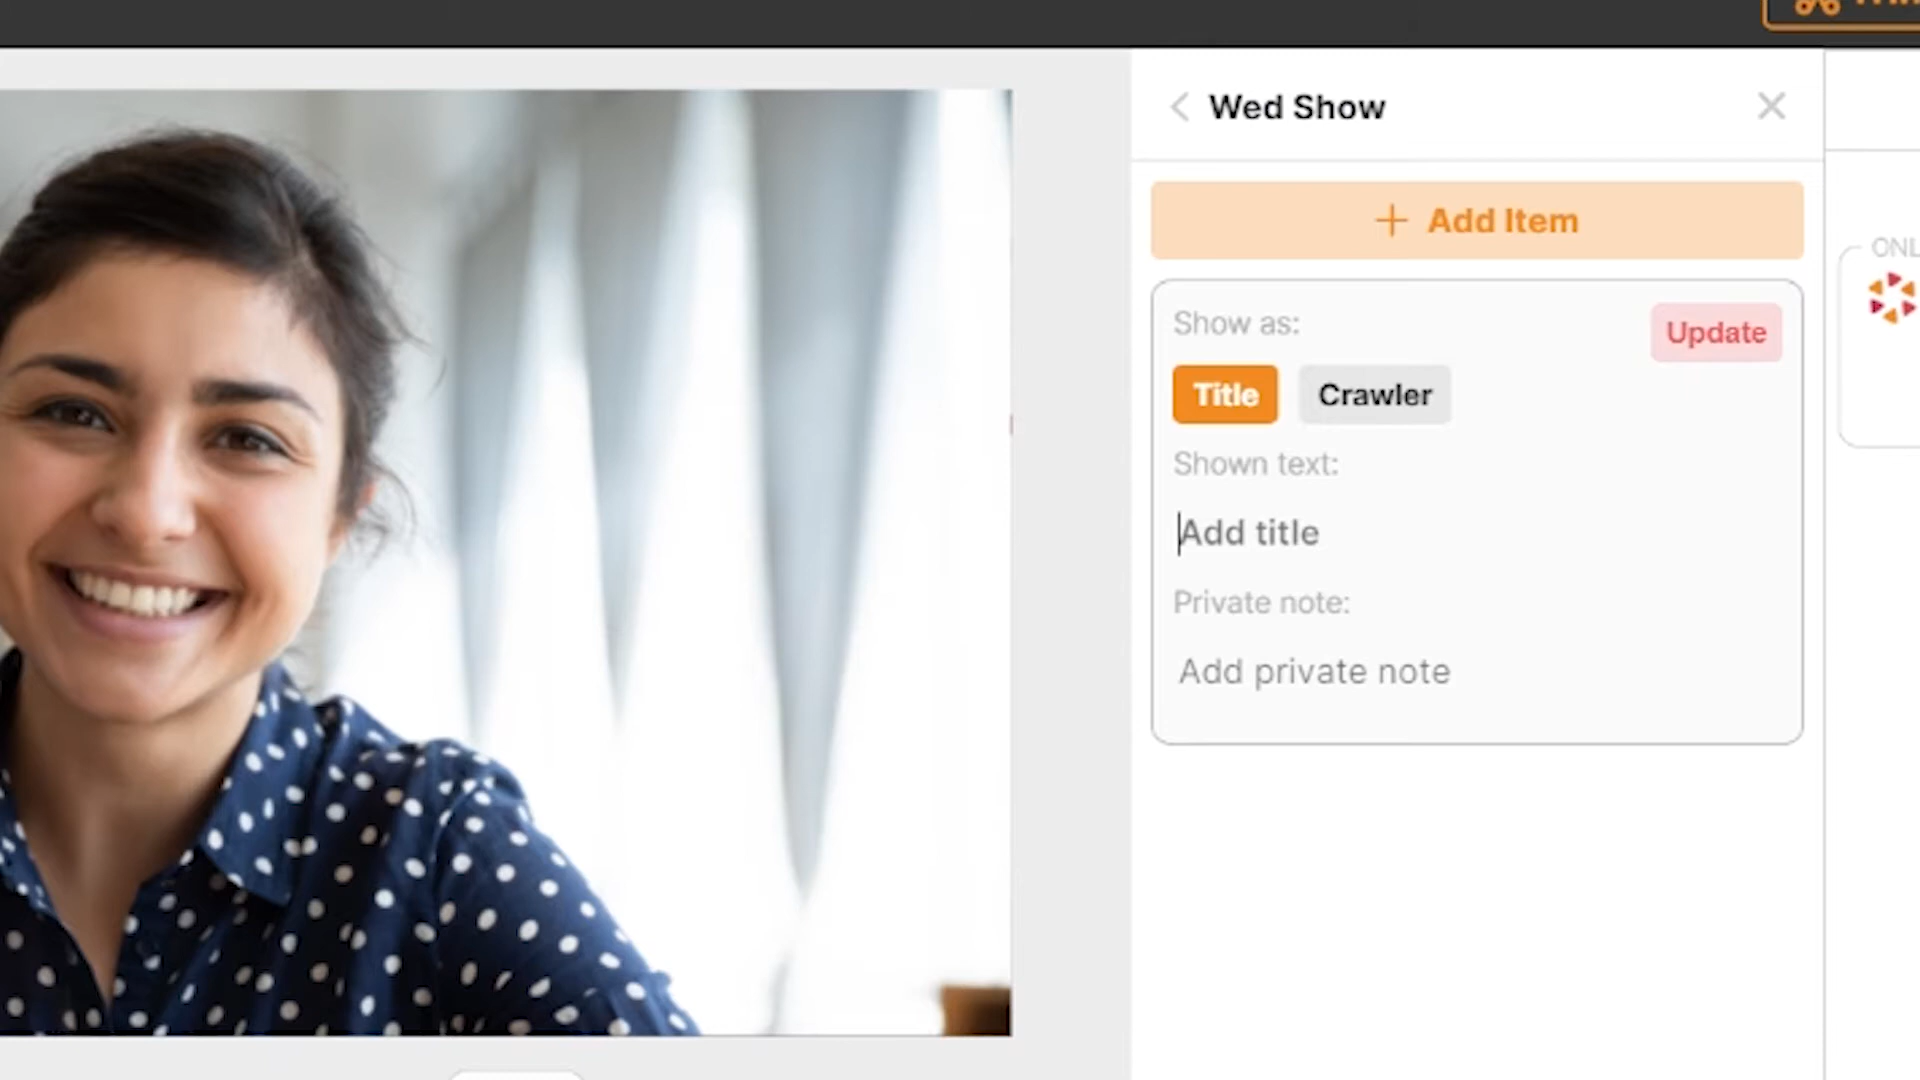 Wed Show
Add Item
Show as:
Update
Title
Crawler
Shown text:
Add title
Private note:
Add private note